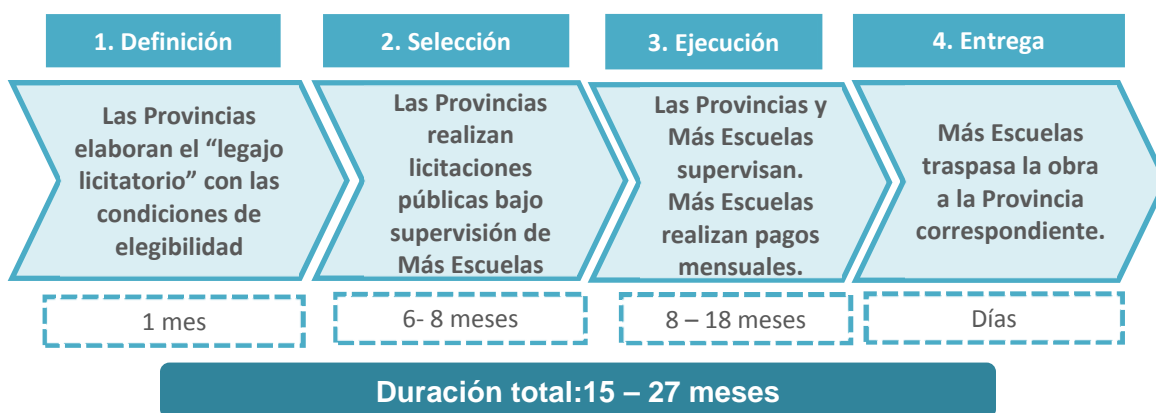 1. Definición
Las Provincias
elaboran el “legajo
licitatorio” con las
condiciones de
elegibilidad
1 mes
2. Selección
Las Provincias
realizan
licitaciones
públicas bajo
supervisión de
Más Escuelas
6- 8 meses
3. Ejecución
Las Provincias y
Más Escuelas
supervisan.
Más Escuelas
realizan pagos
mensuales.
8 – 18 meses
4. Entrega
Más Escuelas
traspasa la obra
a la Provincia
correspondiente.
Días
Duración total:15 – 27 meses